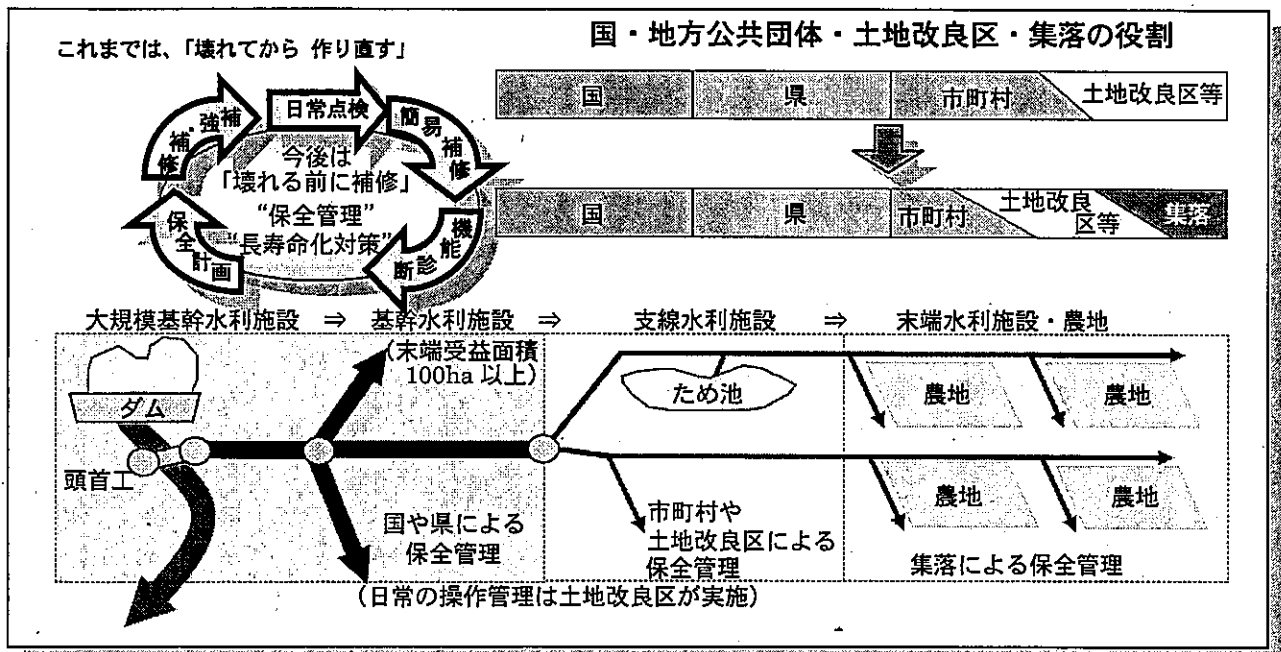 これまでは、「壊れてから 作り直す」
国・地方公共団体・土地改良区・集落の役割
日常点検
簡易補修
機能診断
保全計画
補修・補強
今後は
「壊れる前に補修」
“保全管理”
“長寿命化対策”
国
県
市町村
土地改良区等
国
県
市町村
土地改良
区等
集落
大規模基幹水利施設 ⇒ 基幹水利施設 ⇒ 支線水利施設 ⇒ 末端水利施設・農地
（末端受益面積
100ha 以上）
ダム
頭首工
ため池
農地
農地
農地
農地
国や県による
保全管理
（日常の操作管理は土地改良区が実施）
市町村や
土地改良区による
保全管理
集落による保全管理